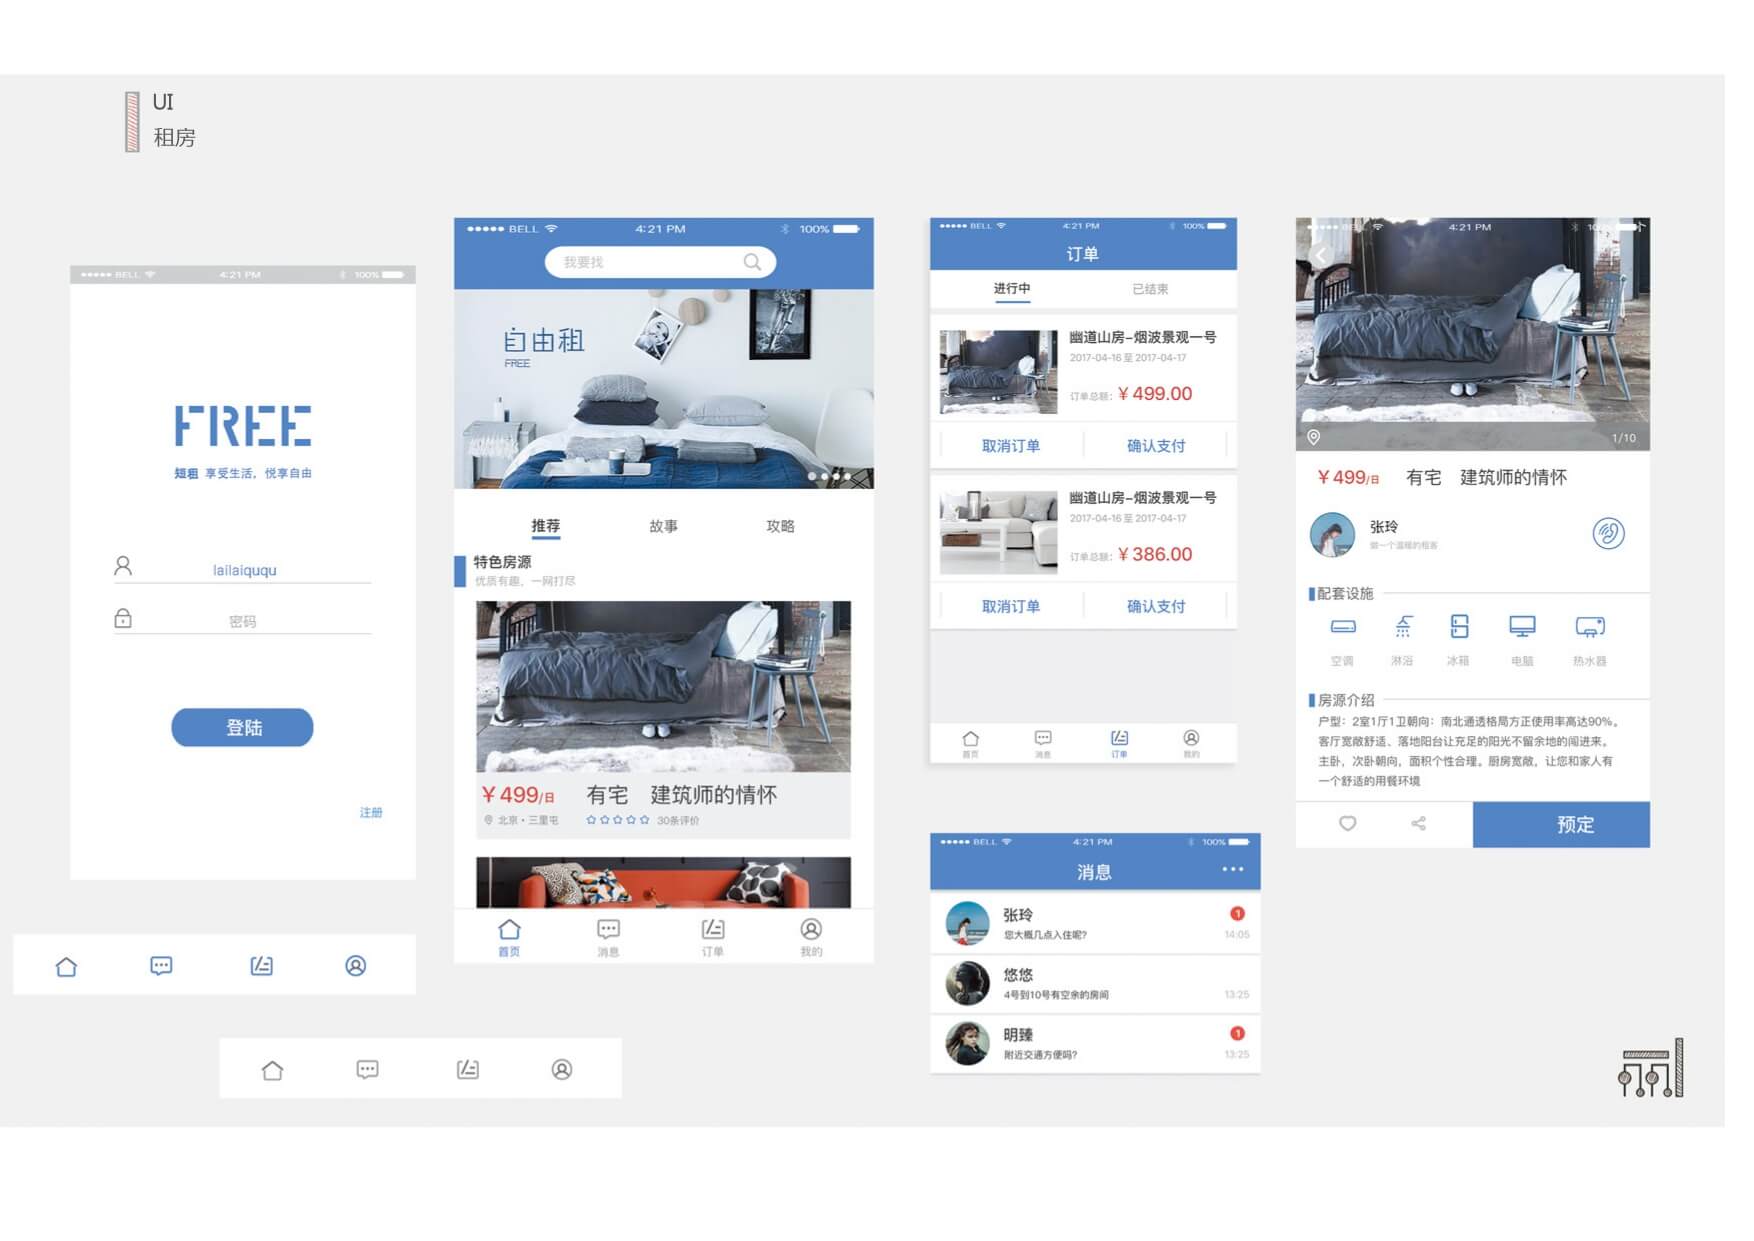 UI
租房
BELL 4:21 PM 100%
FREE
短租 享受生活，悦享自由
lailaiququ
密码
登陆
注册
BELL 4:21 PM 100%
我要找
自由租
FREE
推荐 故事 攻略
特色房源
优质有趣，一网打尽
￥499/日 有宅 建筑师的情怀
北京·三里屯 30条评价
首页 消息 订单 我的
BELL 4:21 PM 100%
订单
进行中 已结束
幽道山房-烟波景观一号
2017-04-16 至 2017-04-17
订单总额：￥499.00
取消订单 确认支付
幽道山房-烟波景观一号
2017-04-16 至 2017-04-17
订单总额：￥386.00
取消订单 确认支付
首页 消息 订单 我的
BELL 4:21 PM 100%
消息
张玲 1
您大概几点入住呢? 14:05
悠悠
4号到10号有空余的房间 13:25
明臻 1
附近交通方便吗? 13:25
4:21 PM
1/10
￥499/日 有宅 建筑师的情怀
张玲
做一个温暖的租客
配套设施
空调 淋浴 冰箱 电脑 热水器
房源介绍
户型：2室1厅1卫朝向：南北通透格局方正使用率高达90%。
客厅宽敞舒适、落地阳台让充足的阳光不留余地的闯进来。
主卧，次卧朝向，面积个性合理。厨房宽敞，让您和家人有
一个舒适的用餐环境
预定